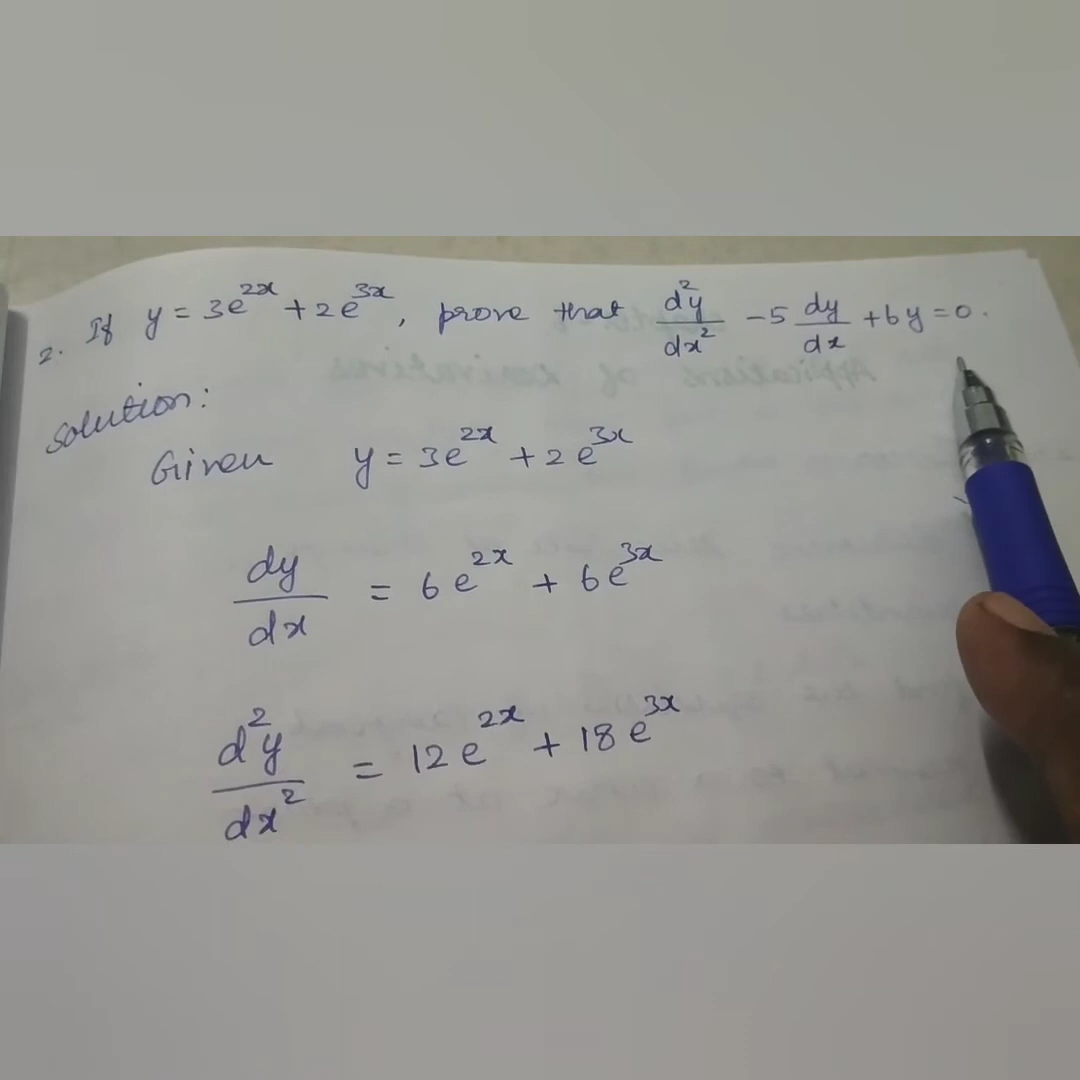 2. If y = 3e^2x + 2e^3x, prove that d²y/dx² - 5 dy/dx + 6y = 0.
Solution:
Given y = 3e^2x + 2e^3x
dy/dx = 6e^2x + 6e^3x
d²y/dx² = 12e^2x + 18e^3x